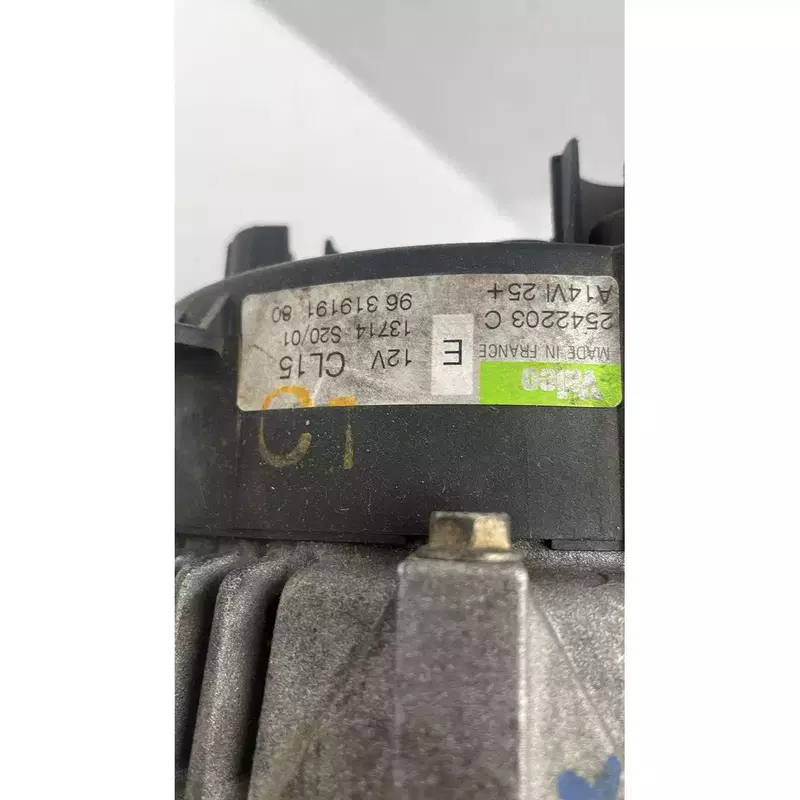 Valeo
MADE IN FRANCE
2542203 C
A14VI 25+
E
12V CL15
13714 S20/01
96 319191 80